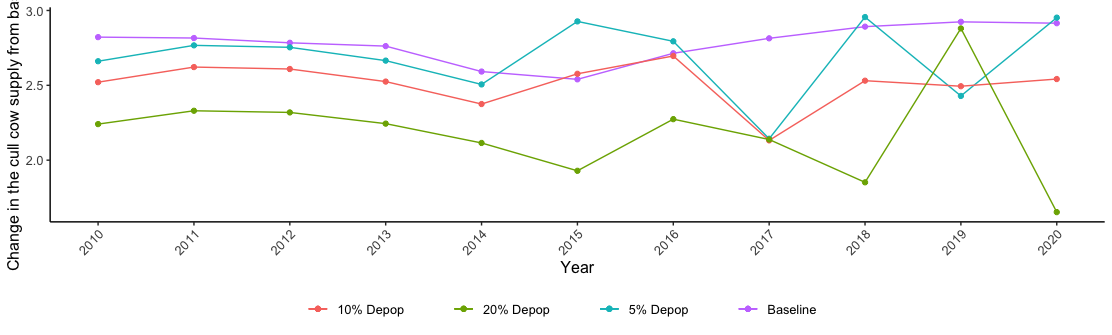 Change in the cull cow supply from ba
3.0
2.5
2.0
2010 2011 2012 2013 2014 2015 2016 2017 2018 2019 2020
Year
10% Depop 20% Depop 5% Depop Baseline